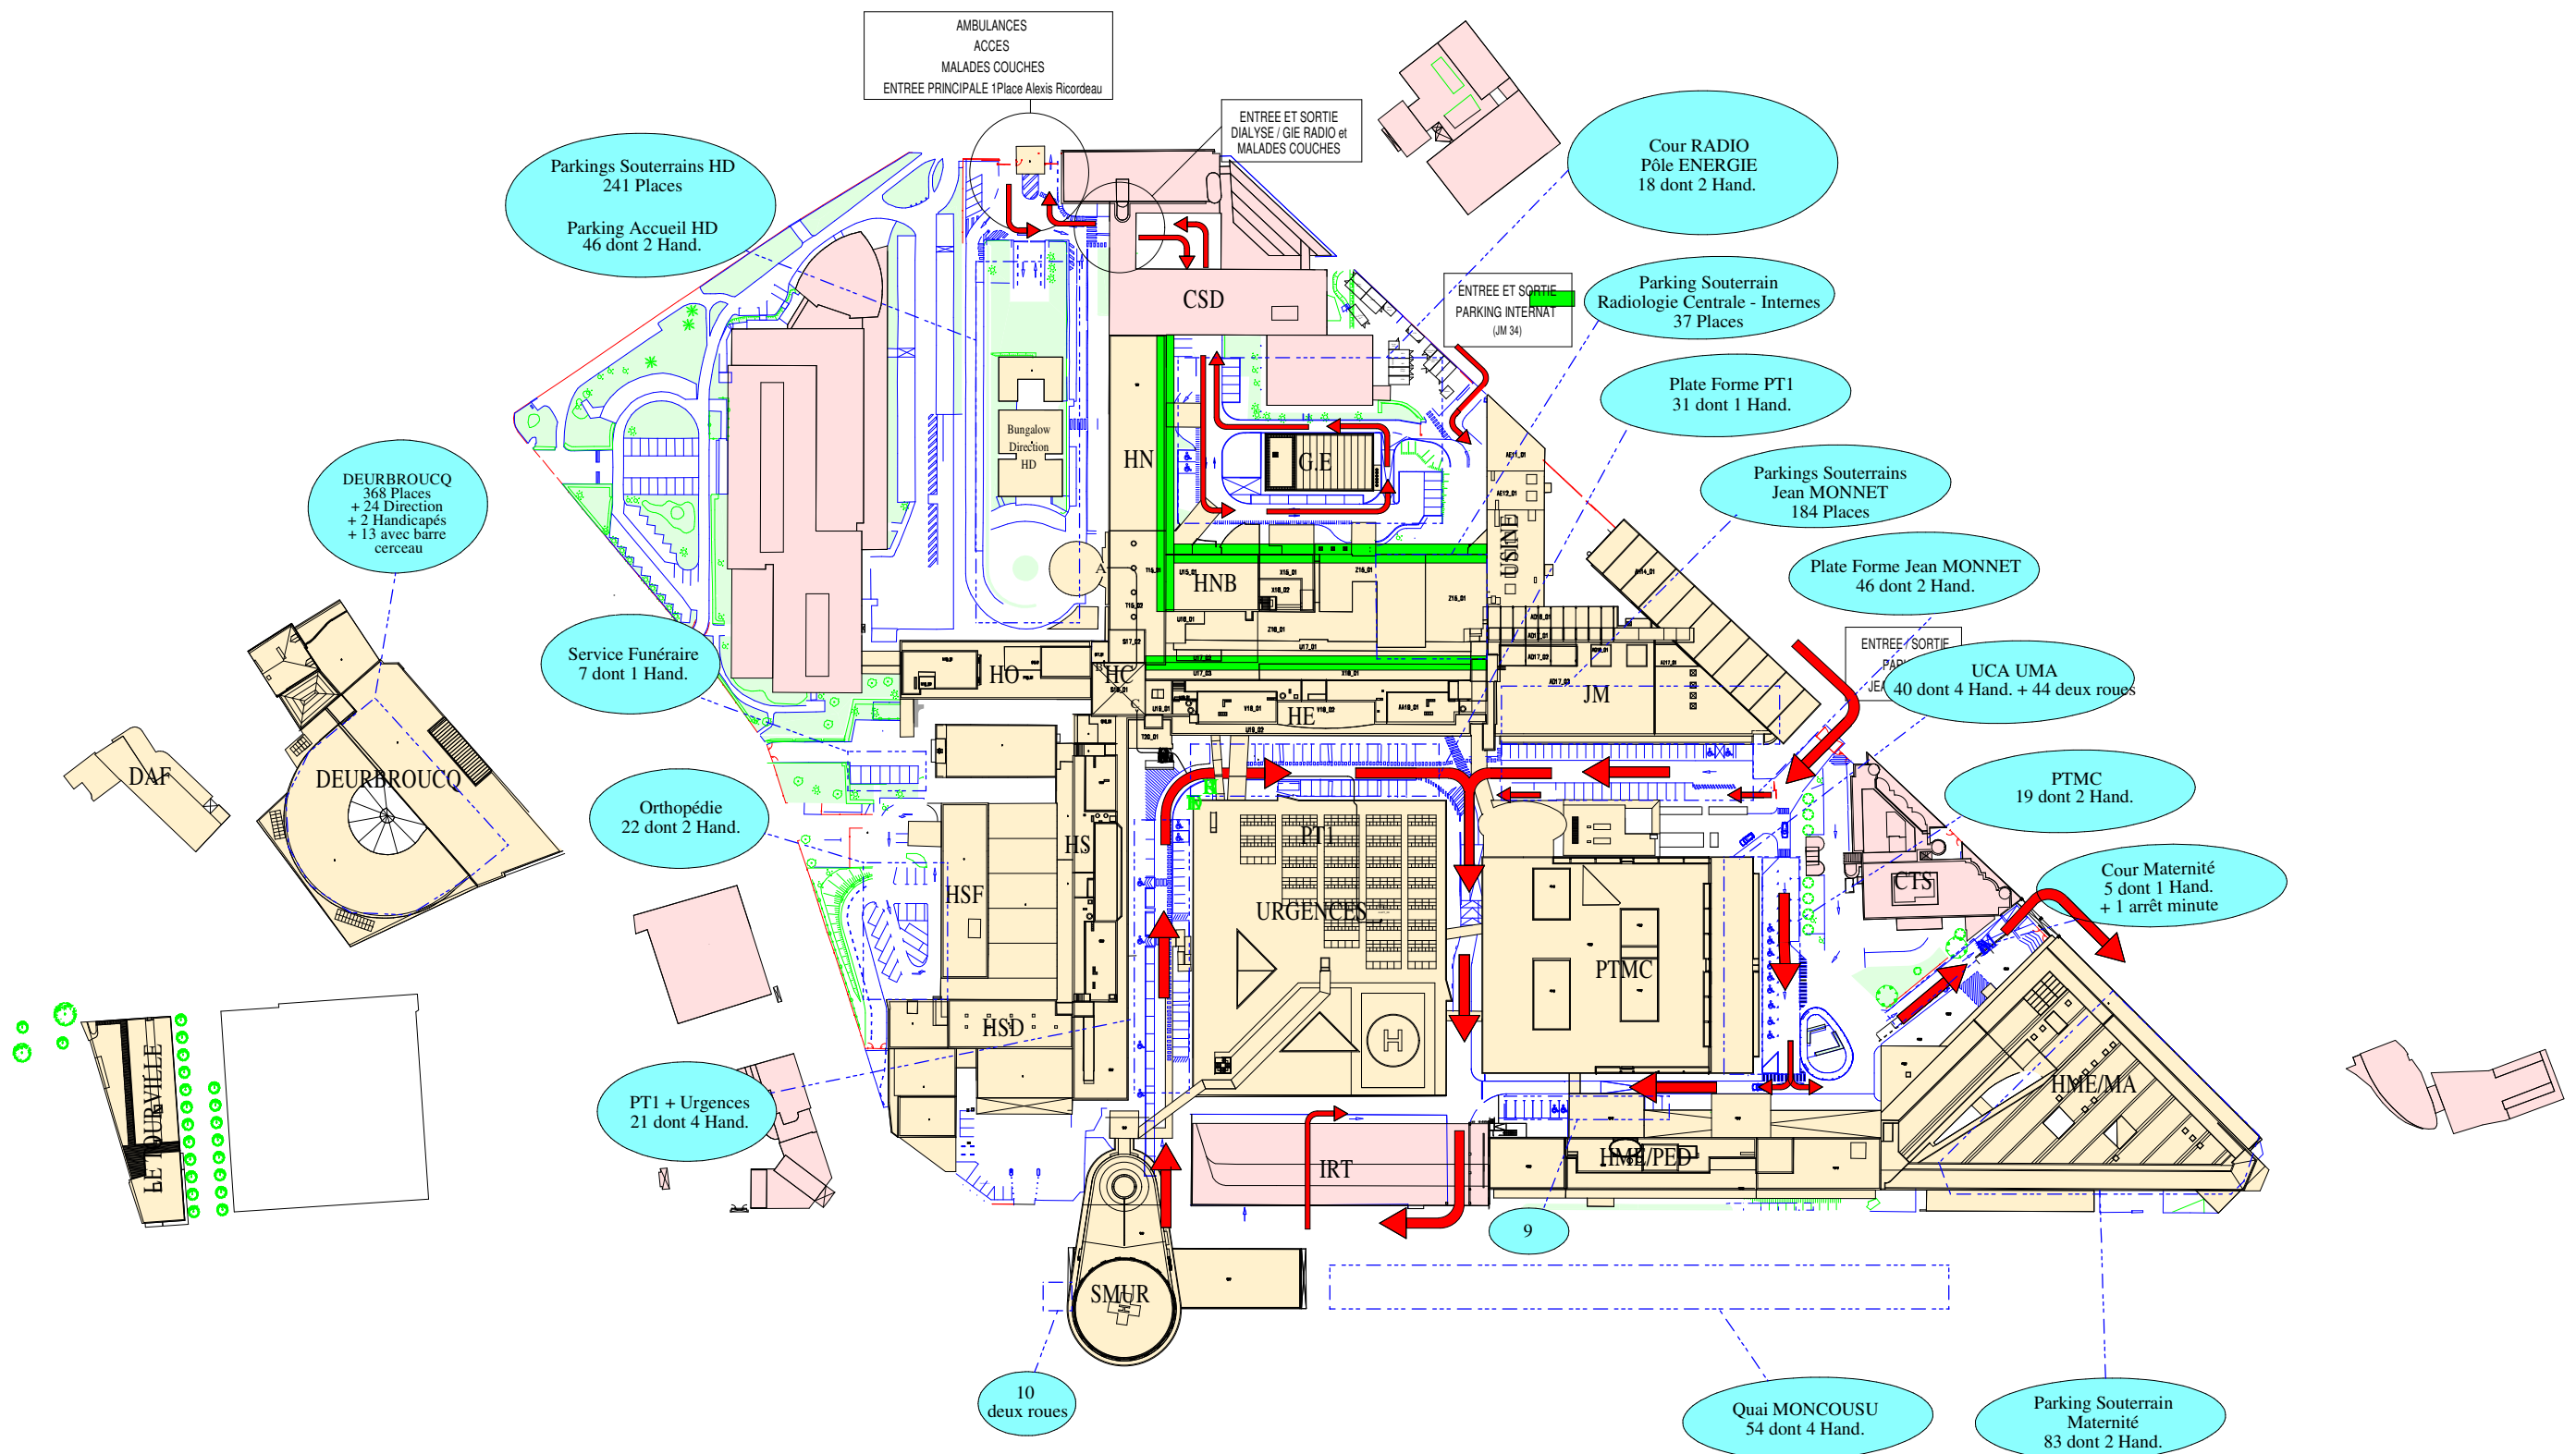 AMBULANCES
ACCES
MALADES COUCHES
ENTREE PRINCIPALE 1Place Alexis Ricordeau
ENTREE ET SORTIE
DIALYSE / GIE RADIO et
MALADES COUCHES
Cour RADIO
Pôle ENERGIE
18 dont 2 Hand.
Parkings Souterrains HD
241 Places
Parking Accueil HD
46 dont 2 Hand.
ENTREE ET SORTIE
PARKING INTERNAT
(JM 34)
Parking Souterrain
Radiologie Centrale - Internes
37 Places
CSD
Plate Forme PT1
31 dont 1 Hand.
Bungalow
Direction
HD
HN
G.E
USINE
Parkings Souterrains
Jean MONNET
184 Places
DEURBROUCQ
368 Places
+ 24 Direction
+ 2 Handicapés
+ 13 avec barre
cerceau
Plate Forme Jean MONNET
46 dont 2 Hand.
A
HNB
Service Funéraire
7 dont 1 Hand.
HO
HC
C
HE
JM
ENTREE / SORTIE
UCA UMA
40 dont 4 Hand. + 44 deux roues
DAF
DEURBROUCQ
PTMC
19 dont 2 Hand.
Orthopédie
22 dont 2 Hand.
HS
PT1
HSF
URGENCES
CTS
Cour Maternité
5 dont 1 Hand.
+ 1 arrêt minute
PTMC
HSD
H
LE TOURVILLE
PT1 + Urgences
21 dont 4 Hand.
HME/MA
IRT
HME/PED
9
SMUR
10
deux roues
Quai MONCOUSU
54 dont 4 Hand.
Parking Souterrain
Maternité
83 dont 2 Hand.